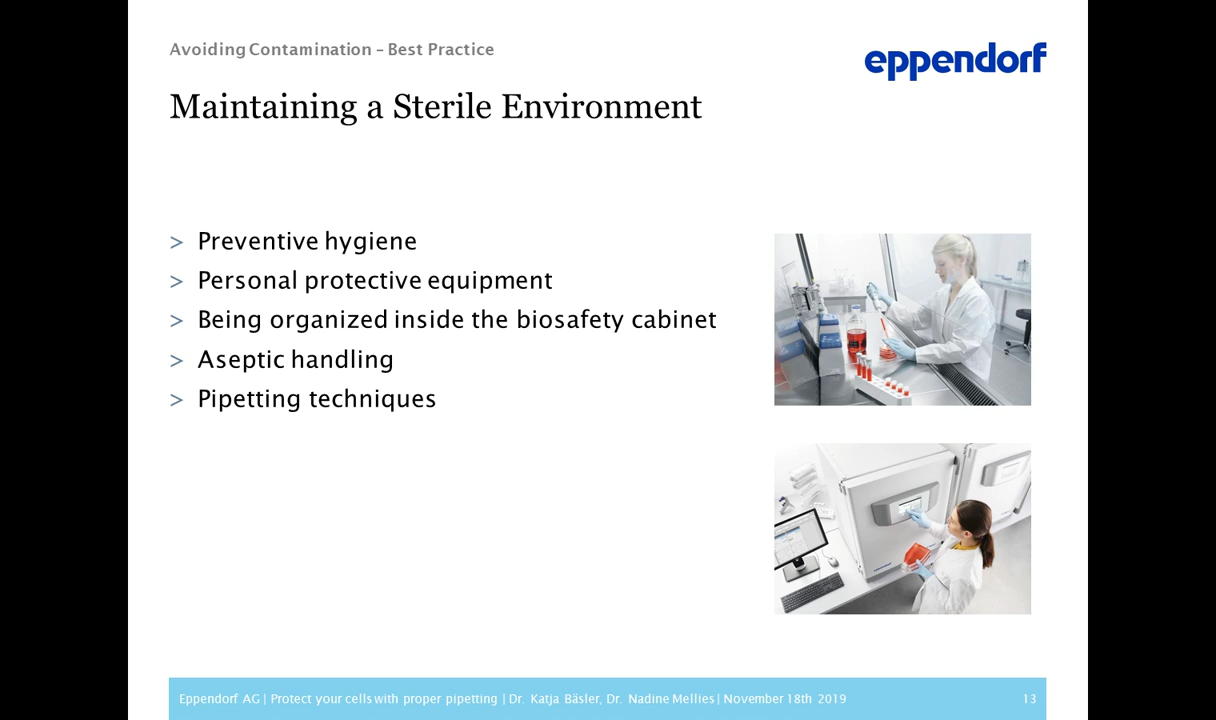 Avoiding Contamination – Best Practice
eppendorf
Maintaining a Sterile Environment
> Preventive hygiene
> Personal protective equipment
> Being organized inside the biosafety cabinet
> Aseptic handling
> Pipetting techniques
eppendorf
Eppendorf AG | Protect your cells with proper pipetting | Dr. Katja Bäsler, Dr. Nadine Mellies | November 18th 2019 13